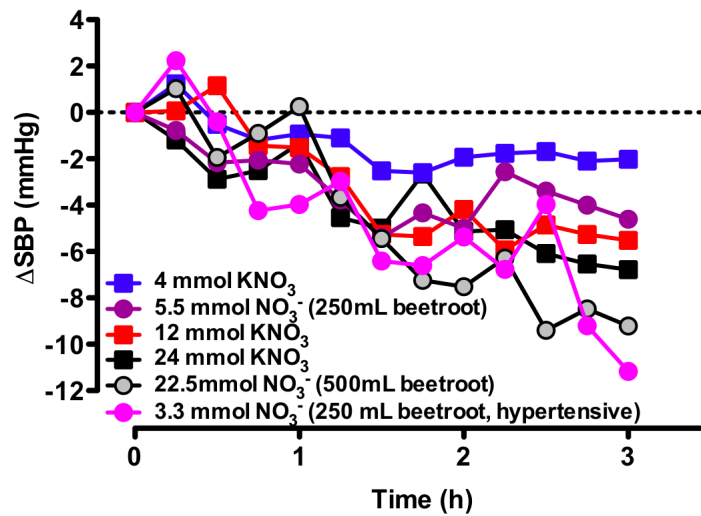 4
2
0
-2
-4
-6
-8
-10
-12
ΔSBP (mmHg)
4 mmol KNO3
5.5 mmol NO3- (250mL beetroot)
12 mmol KNO3
24 mmol KNO3
22.5mmol NO3- (500mL beetroot)
3.3 mmol NO3- (250 mL beetroot, hypertensive)
0 1 2 3
Time (h)